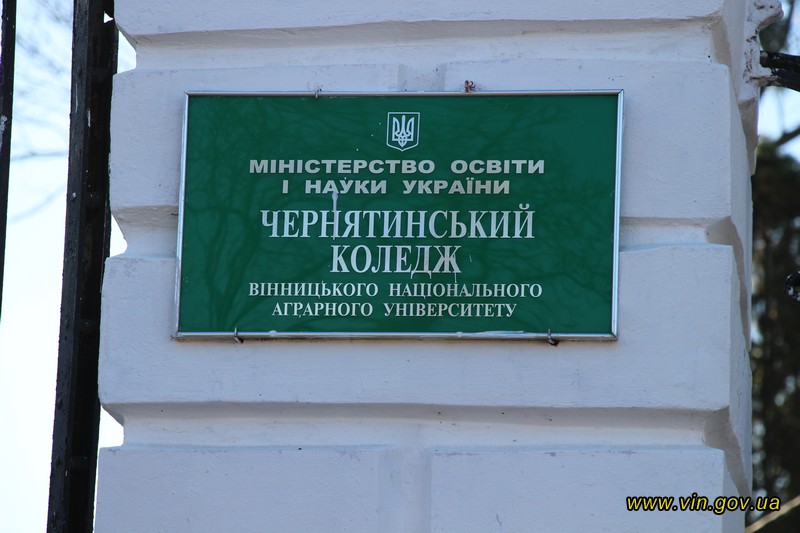 МІНІСТЕРСТВО ОСВІТИ
І НАУКИ УКРАЇНИ
ЧЕРНЯТИНСЬКИЙ
КОЛЕДЖ
ВІННИЦЬКОГО НАЦІОНАЛЬНОГО
АГРАРНОГО УНІВЕРСИТЕТУ
www.vin.gov.ua